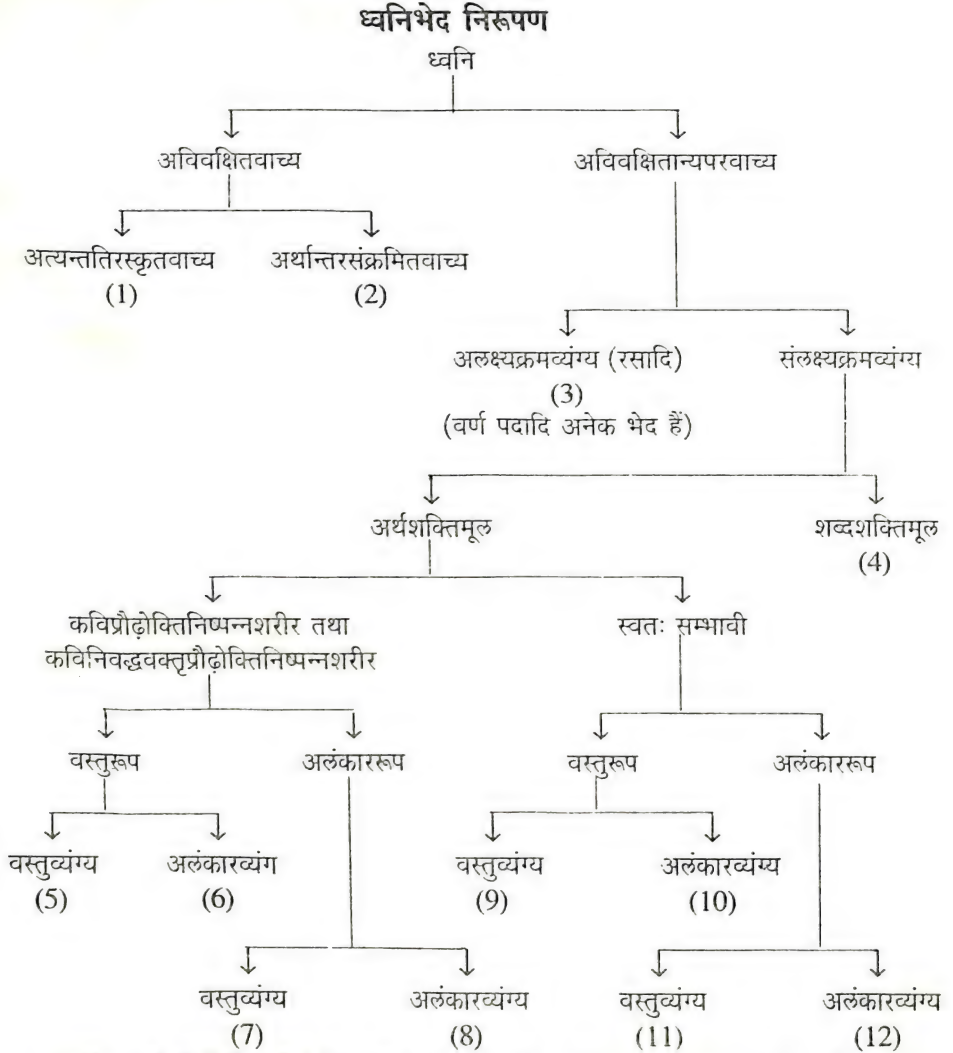 ध्वनिभेद निरूपण
ध्वनि
अविवक्षितवाच्य अविवक्षितान्यपरवाच्य
अत्यन्ततिरस्कृतवाच्य अर्थान्तरसंक्रमितवाच्य
(1) (2)
अलक्ष्यक्रमव्यंग्य (रसादि) संलक्ष्यक्रमव्यंग्य
(3)
(वर्ण पदादि अनेक भेद हैं)
अर्थशक्तिमूल शब्दशक्तिमूल
(4)
कविप्रौढ़ोक्तिनिष्पन्नशरीर तथा स्वतः सम्भावी
कविनिवद्धवक्तृप्रौढ़ोक्तिनिष्पन्नशरीर
वस्तुरूप अलंकाररूप वस्तुरूप अलंकाररूप
वस्तुव्यंग्य अलंकारव्यंग वस्तुव्यंग्य अलंकारव्यंग्य
(5) (6) (9) (10)
वस्तुव्यंग्य अलंकारव्यंग्य वस्तुव्यंग्य अलंकारव्यंग्य
(7) (8) (11) (12)